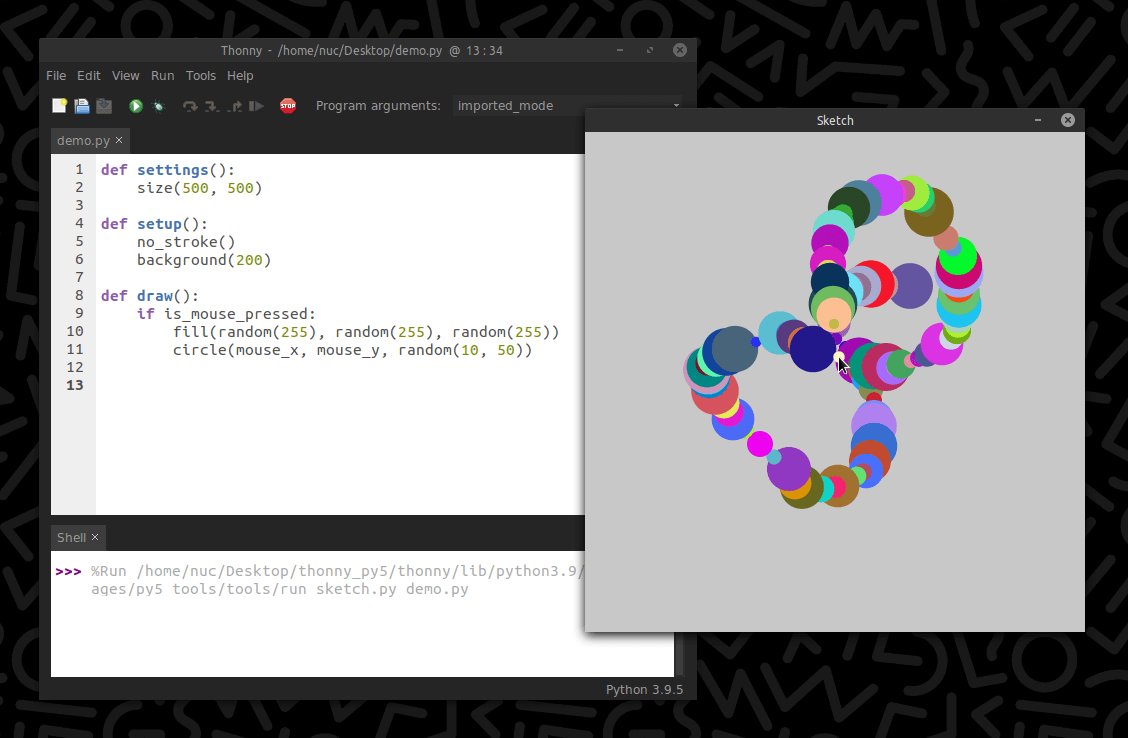 Thonny - /home/nuc/Desktop/demo.py @ 13 : 34
File Edit View Run Tools Help
STOP
Program arguments: imported_mode
demo.py ×
1 def settings():
2     size(500, 500)
3
4 def setup():
5     no_stroke()
6     background(200)
7
8 def draw():
9     if is_mouse_pressed:
10         fill(random(255), random(255), random(255))
11         circle(mouse_x, mouse_y, random(10, 50))
12
13
Sketch
Shell ×
>>> %Run /home/nuc/Desktop/thonny_py5/thonny/lib/python3.9/
ages/py5_tools/tools/run_sketch.py demo.py
Python 3.9.5